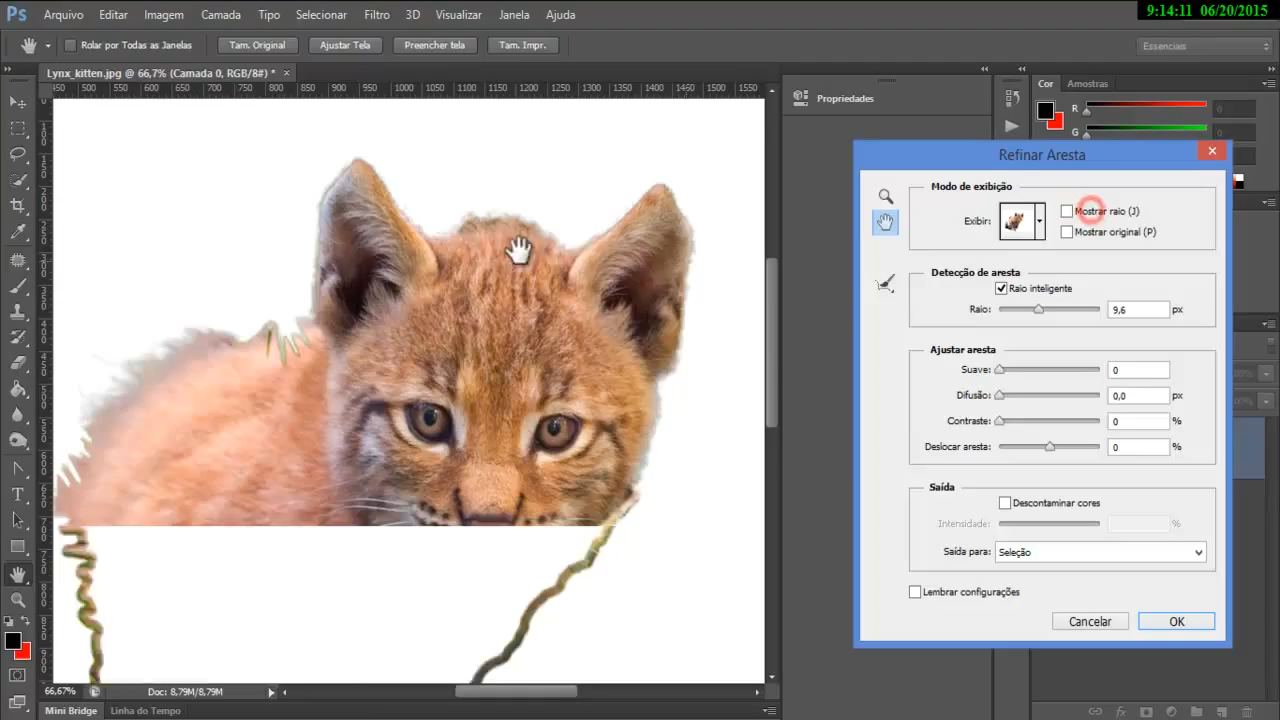 Ps Arquivo Editar Imagem Camada Tipo Selecionar Filtro 3D Visualizar Janela Ajuda
9:14:11 06/20/2015
Rolar por Todas as Janelas Tam. Original Ajustar Tela Preencher tela Tam. Impr. Essenciais
Lynx_kitten.jpg @ 66,7% (Camada 0, RGB/8#) * ×
450 500 550 600 650 700 750 800 850 900 950 1000 1050 1100 1150 1200 1250 1300 1350 1400 1450 1500 1550
Propriedades
Cor Amostras
R 0
G 0
Refinar Aresta
Modo de exibição
Exibir:
Mostrar raio (J)
Mostrar original (P)
Detecção de aresta
Raio inteligente
Raio: 9,6 px
Ajustar aresta
Suave: 0
Difusão: 0,0 px
Contraste: 0 %
Deslocar aresta: 0 %
Saída
Descontaminar cores
Intensidade: %
Saída para: Seleção
Lembrar configurações
Cancelar OK
66,67% Doc: 8,79M/8,79M
Mini Bridge Linha do Tempo